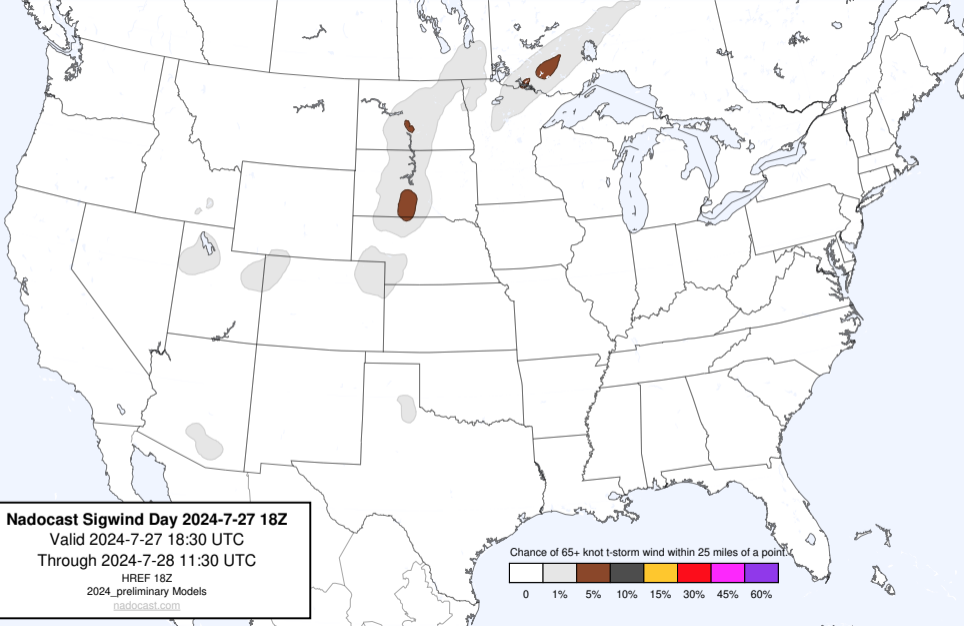 Nadocast Sigwind Day 2024-7-27 18Z
Valid 2024-7-27 18:30 UTC
Through 2024-7-28 11:30 UTC
HREF 18Z
2024_preliminary Models
nadocast.com
Chance of 65+ knot t-storm wind within 25 miles of a point.
0 1% 5% 10% 15% 30% 45% 60%